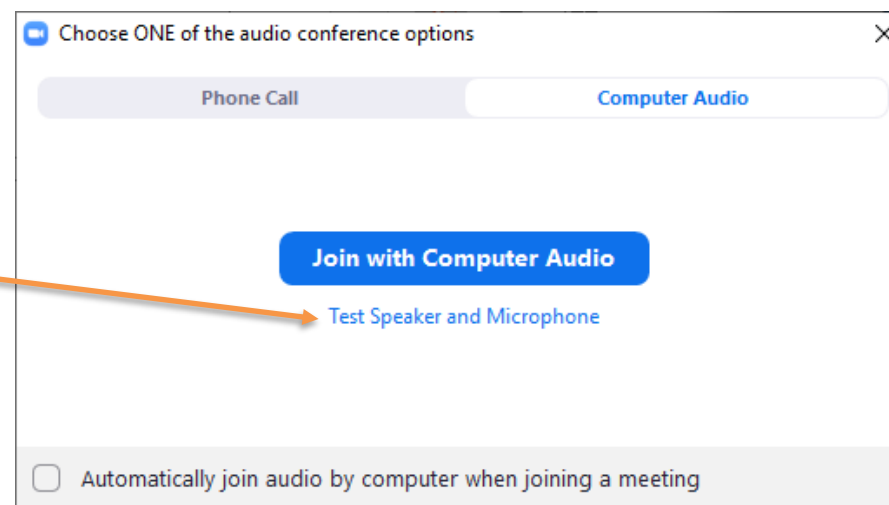 Choose ONE of the audio conference options
Phone Call
Computer Audio
Join with Computer Audio
Test Speaker and Microphone
Automatically join audio by computer when joining a meeting